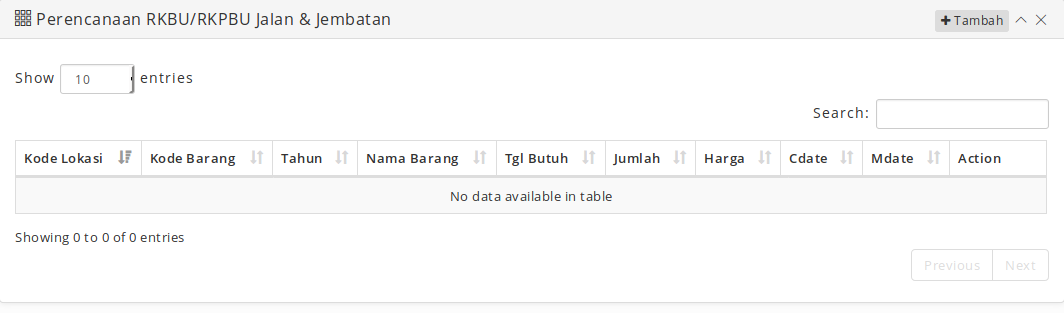 Perencanaan RKBU/RKPBU Jalan & Jembatan
Tambah
Show 10 entries
Search:
Kode Lokasi Kode Barang Tahun Nama Barang Tgl Butuh Jumlah Harga Cdate Mdate Action
No data available in table
Showing 0 to 0 of 0 entries
Previous Next